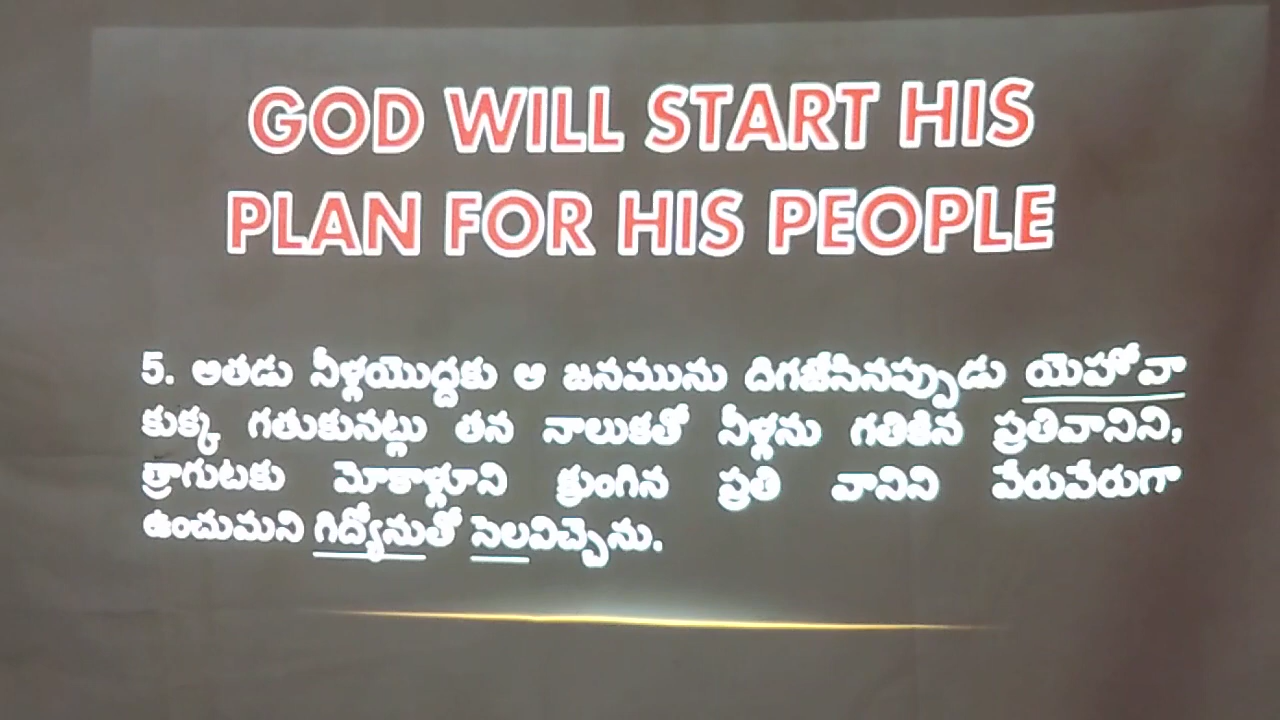 GOD WILL START HIS
PLAN FOR HIS PEOPLE
5. అతడు నీళ్లయొద్దకు ఆ జనమును దిగజేసినప్పుడు యెహోవా
కుక్క గతుకునట్లు తన నాలుకతో నీళ్లను గతికిన ప్రతివానిని,
త్రాగుటకు మోకాళ్లూని క్రుంగిన ప్రతి వానిని వేరువేరుగా
ఉంచుమని గిద్యోనుతో సెలవిచ్చెను.